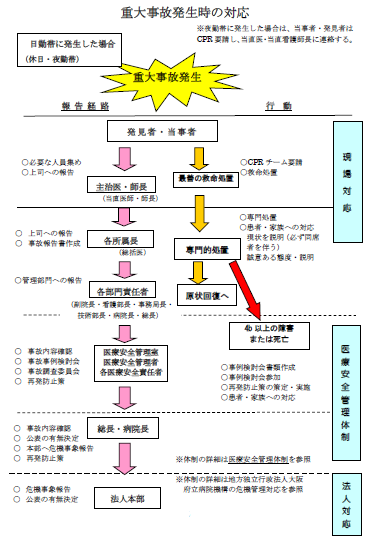 重大事故発生時の対応
※夜勤帯に発生した場合は、当事者・発見者は
CPR要請し、当直医・当直看護師長に連絡する。
日勤帯に発生した場合
（休日・夜勤帯）
重大事故発生
報告経路
行動
発見者・当事者
○必要な人員集め
○上司への報告
主治医・師長
（当直医師・師長）
最善の救命処置
○CPRチーム要請
○救命処置
現場対応
○ 上司への報告
○ 事故報告書作成
各所属長
（総括医）
専門的処置
○専門処置
○患者・家族への対応
現状を説明（必ず同席
者を伴う）
誠意ある態度・説明
○管理部門への報告
各部門責任者
（副院長・看護部長・事務局長・
技術部長・病院長・総長）
原状回復へ
4b 以上の障害
または死亡
○ 事故内容確認
○ 事故事例検討会
○ 事故調査委員会
○ 再発防止策
医療安全管理室
医療安全管理者
各医療安全責任者
○事例検討会書類作成
○事例検討会参加
○再発防止策の策定・実施
○患者・家族への対応
医療安全管理体制
○ 事故内容確認
○ 公表の有無決定
○ 本部へ危機事象報告
○ 再発防止策
総長・病院長
※体制の詳細は医療安全管理体制を参照
○ 危機事象報告
○ 公表の有無決定
法人本部
※体制の詳細は地方独立行政法人大阪
府立病院機構の危機管理対応を参照
法人対応